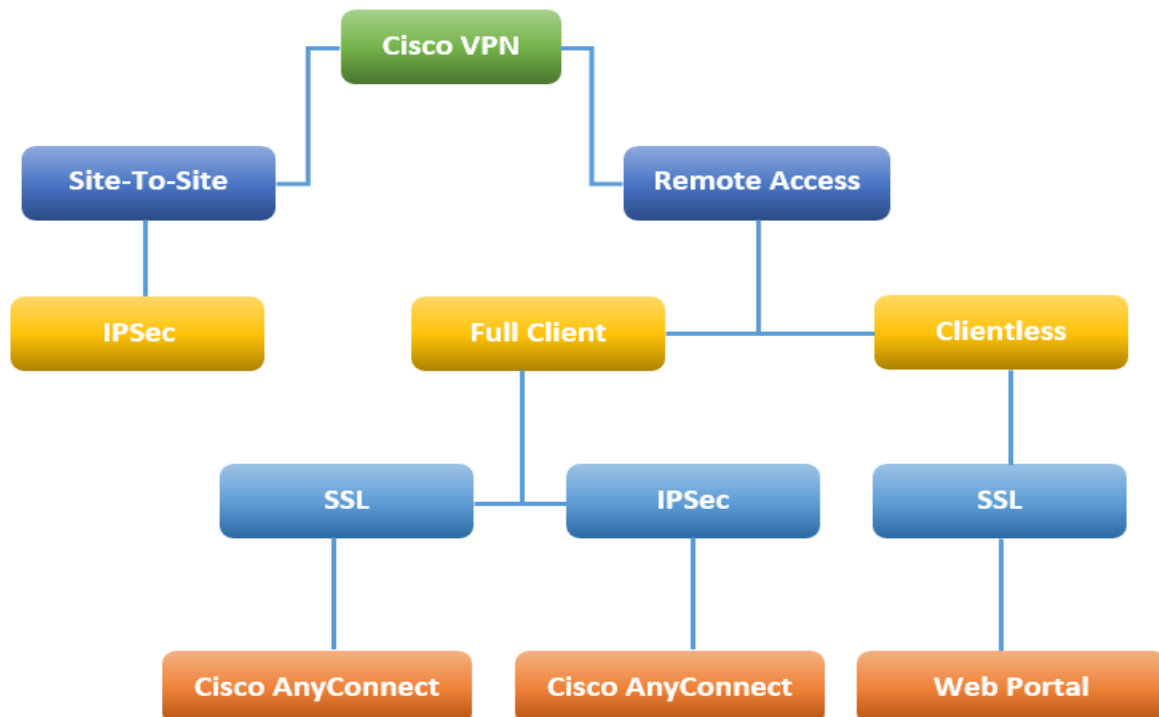 Cisco VPN
Site-To-Site
Remote Access
IPSec
Full Client
Clientless
SSL
IPSec
SSL
Cisco AnyConnect
Cisco AnyConnect
Web Portal